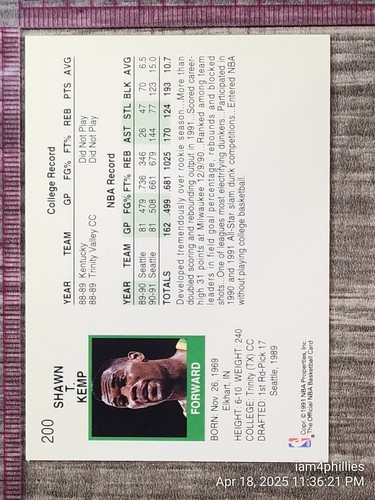 200
SHAWN
T.
KEMP
FORWARD
BORN: Nov. 26, 1969
Elkhart, IN
HEIGHT: 6-10 WEIGHT: 240
COLLEGE: Trinity (TX) CC
DRAFTED: 1st Rd-Pick 17
Seattle, 1989
Copr. © 1991 NBA Properties, Inc.
The Official NBA Basketball Card
College Record
YEAR TEAM GP FG% FT% REB PTS AVG
88-89 Kentucky Did Not Play
88-89 Trinity Valley CC Did Not Play
NBA Record
YEAR TEAM GP FG% FT% REB AST STL BLK AVG
89-90 Seattle 81 479 736 346 26 47 70 6.5
90-91 Seattle 81 508 661 679 144 77 123 15.0
TOTALS 162 499 681 1025 170 124 193 10.7
Developed tremendously over rookie season...More than
doubled scoring and rebounding output in 1991...Scored career-
high 31 points at Milwaukee 12/9/90...Ranked among team
leaders in field goal percentage, rebounds and blocked
shots...One of leagues most electrifying dunkers...Participated in
1990 and 1991 All-Star slam dunk competitions...Entered NBA
without playing college basketball.
iam4phillies
Apr 18, 2025 11:36:21 PM